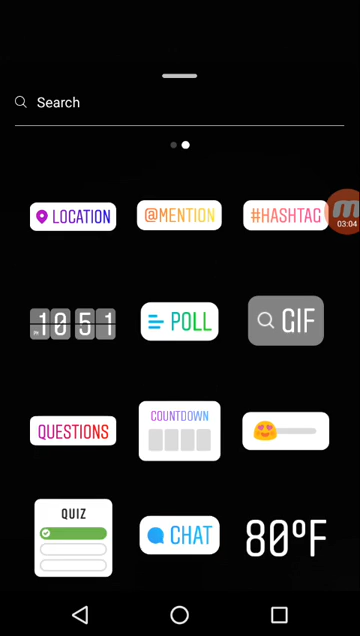 Search
LOCATION
@MENTION
#HASHTAG
03:04
10 51
POLL
GIF
QUESTIONS
COUNTDOWN
QUIZ
CHAT
80°F